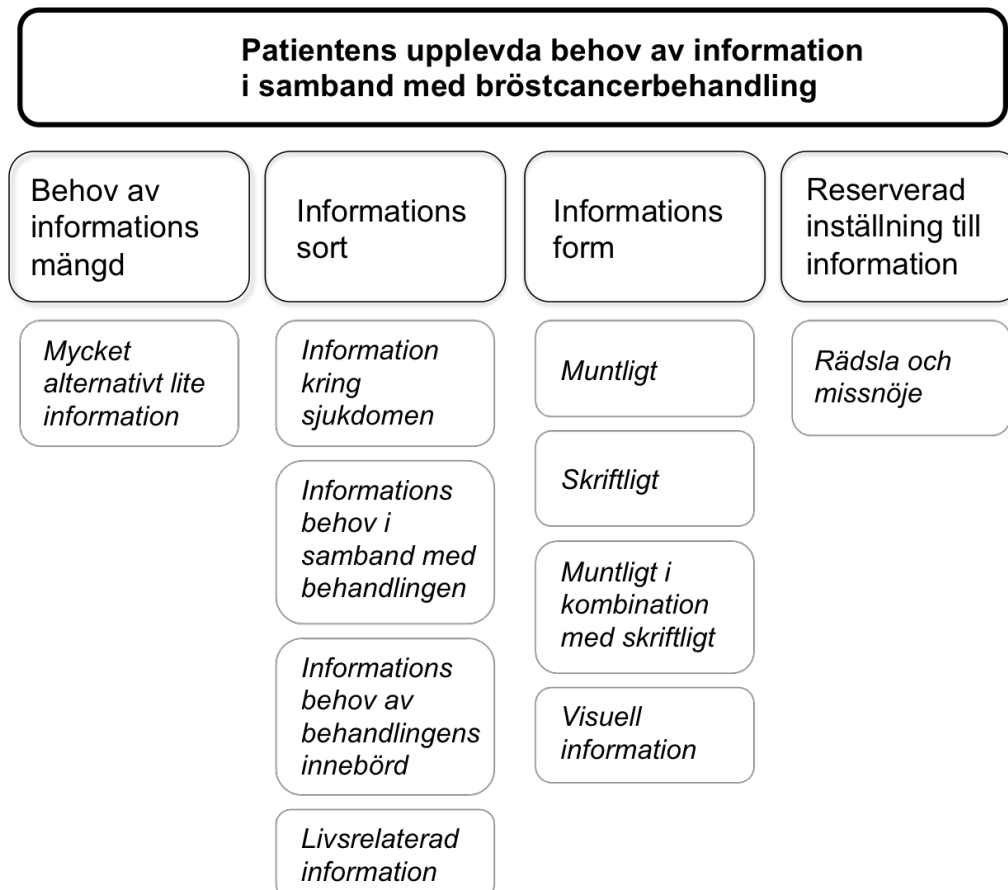 Patientens upplevda behov av information
i samband med bröstcancerbehandling
Behov av
informations
mängd
Informations
sort
Informations
form
Reserverad
inställning till
information
Mycket
alternativt lite
information
Information
kring
sjukdomen
Informations
behov i
samband med
behandlingen
Informations
behov av
behandlingens
innebörd
Livsrelaterad
information
Muntligt
Skriftligt
Muntligt i
kombination
med skriftligt
Visuell
information
Rädsla och
missnöje